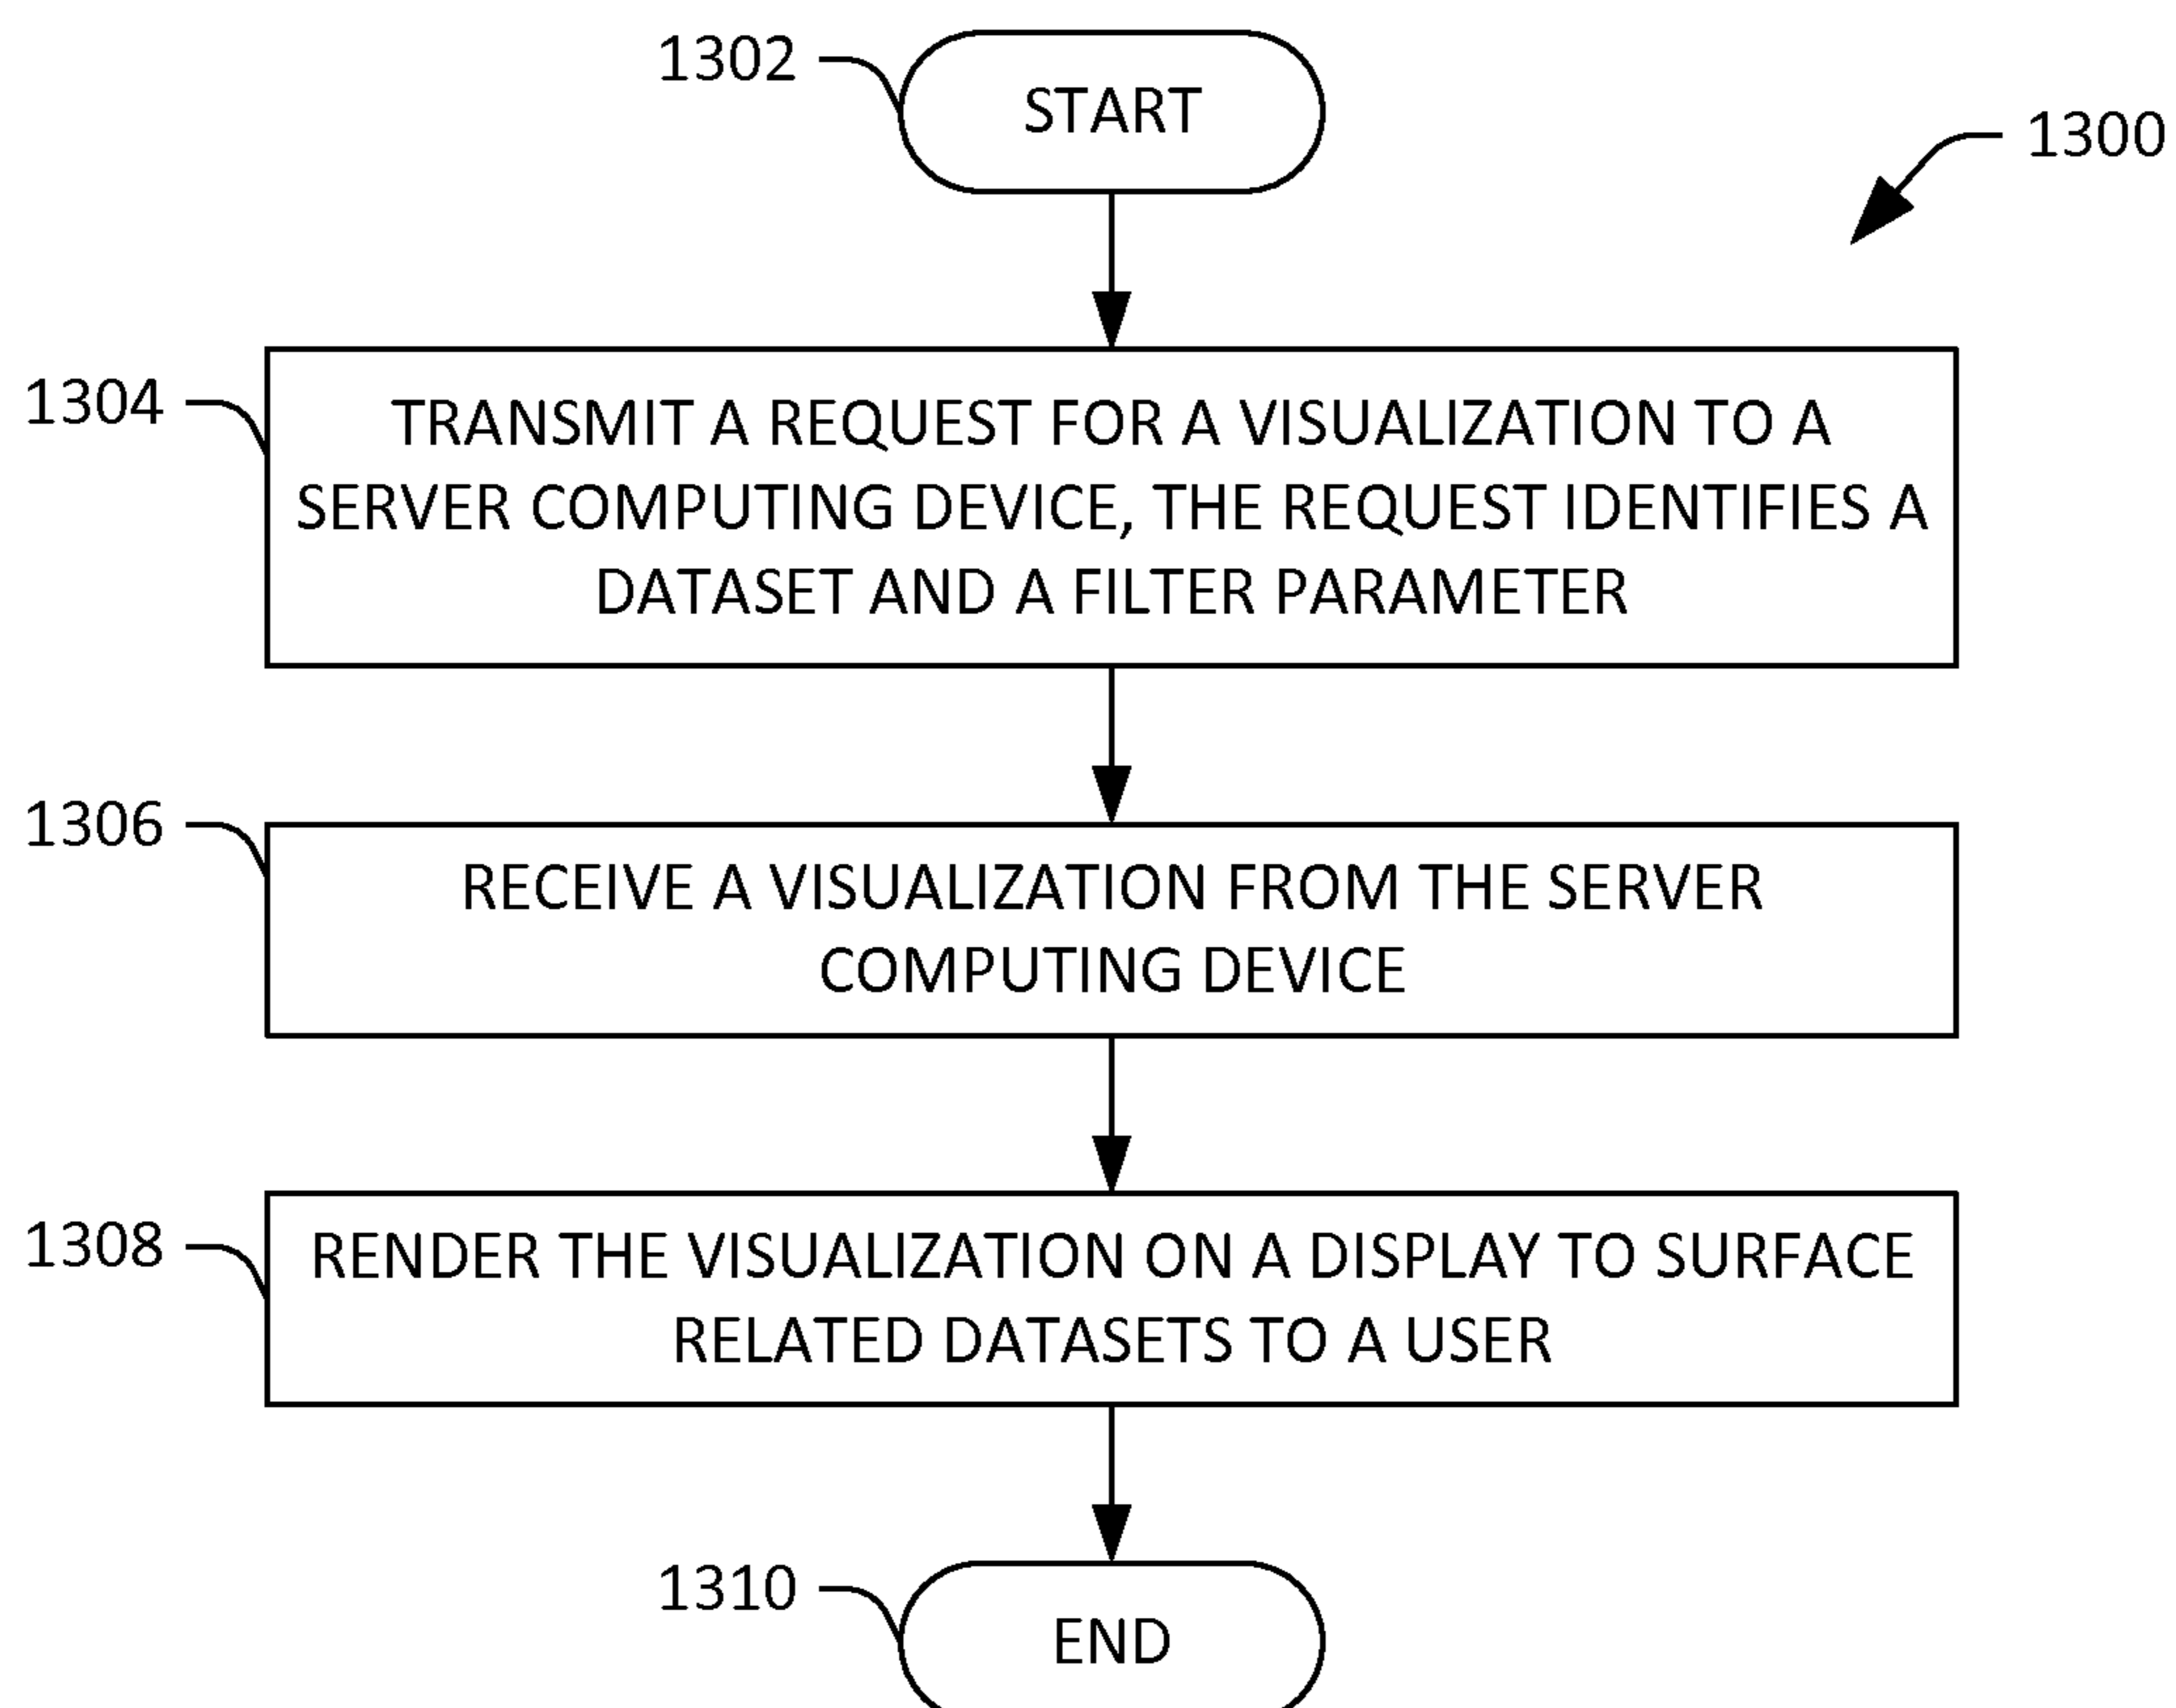 1302
START
1300
1304
TRANSMIT A REQUEST FOR A VISUALIZATION TO A
SERVER COMPUTING DEVICE, THE REQUEST IDENTIFIES A
DATASET AND A FILTER PARAMETER
1306
RECEIVE A VISUALIZATION FROM THE SERVER
COMPUTING DEVICE
1308
RENDER THE VISUALIZATION ON A DISPLAY TO SURFACE
RELATED DATASETS TO A USER
1310
END